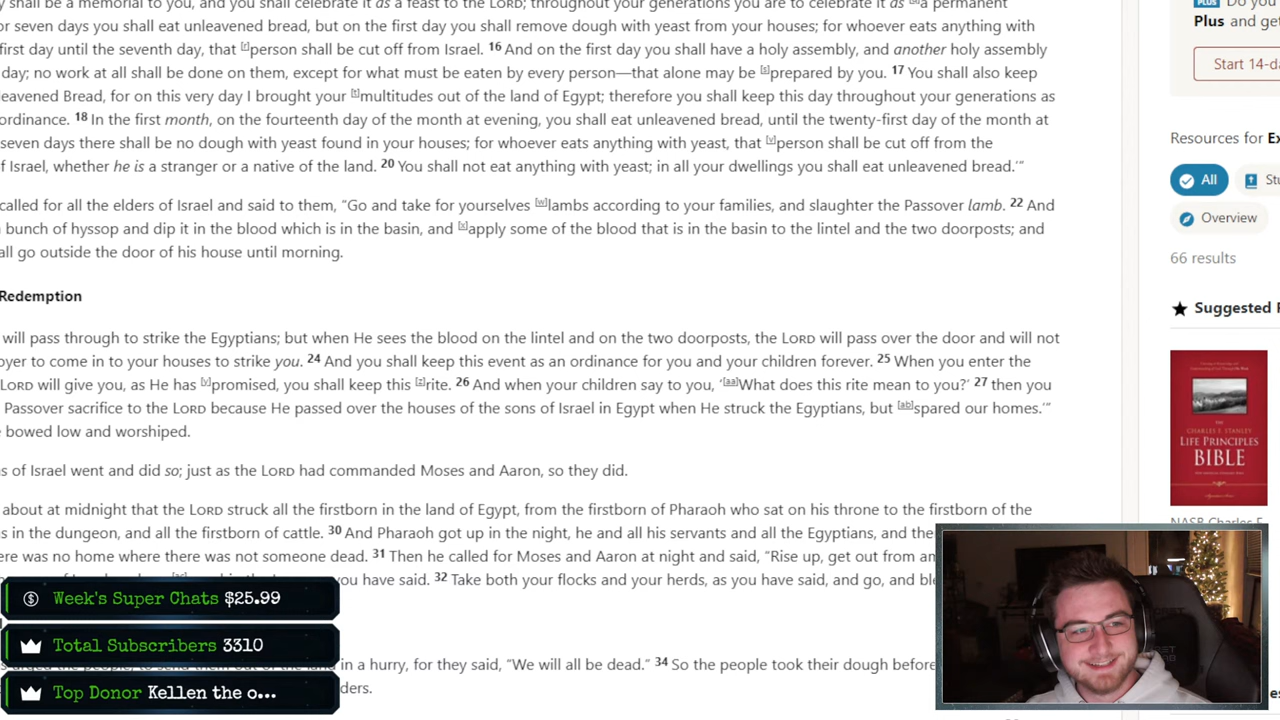 y shall be a memorial to you, and you shall celebrate it as a feast to the LORD; throughout your generations you are to celebrate it as a permanent
or seven days you shall eat unleavened bread, but on the first day you shall remove dough with yeast from your houses; for whoever eats anything with
first day until the seventh day, that [r]person shall be cut off from Israel. 16 And on the first day you shall have a holy assembly, and another holy assembly
day; no work at all shall be done on them, except for what must be eaten by every person—that alone may be [s]prepared by you. 17 You shall also keep
eavened Bread, for on this very day I brought your [t]multitudes out of the land of Egypt; therefore you shall keep this day throughout your generations as
ordinance. 18 In the first month, on the fourteenth day of the month at evening, you shall eat unleavened bread, until the twenty-first day of the month at
seven days there shall be no dough with yeast found in your houses; for whoever eats anything with yeast, that [v]person shall be cut off from the
f Israel, whether he is a stranger or a native of the land. 20 You shall not eat anything with yeast; in all your dwellings you shall eat unleavened bread.’”
called for all the elders of Israel and said to them, “Go and take for yourselves [w]lambs according to your families, and slaughter the Passover lamb. 22 And
a bunch of hyssop and dip it in the blood which is in the basin, and [x]apply some of the blood that is in the basin to the lintel and the two doorposts; and
all go outside the door of his house until morning.
Redemption
will pass through to strike the Egyptians; but when He sees the blood on the lintel and on the two doorposts, the LORD will pass over the door and will not
oyer to come in to your houses to strike you. 24 And you shall keep this event as an ordinance for you and your children forever. 25 When you enter the
LORD will give you, as He has [y]promised, you shall keep this [z]rite. 26 And when your children say to you, ‘[aa]What does this rite mean to you?’ 27 then you
Passover sacrifice to the LORD because He passed over the houses of the sons of Israel in Egypt when He struck the Egyptians, but [ab]spared our homes.’”
e bowed low and worshiped.
s of Israel went and did so; just as the LORD had commanded Moses and Aaron, so they did.
about at midnight that the LORD struck all the firstborn in the land of Egypt, from the firstborn of Pharaoh who sat on his throne to the firstborn of the
s in the dungeon, and all the firstborn of cattle. 30 And Pharaoh got up in the night, he and all his servants and all the Egyptians, and the
ere was no home where there was not someone dead. 31 Then he called for Moses and Aaron at night and said, “Rise up, get out from am
you have said. 32 Take both your flocks and your herds, as you have said, and go, and ble
in a hurry, for they said, “We will all be dead.” 34 So the people took their dough before
ders.
Week's Super Chats $25.99
Total Subscribers 3310
Top Donor Kellen the o...
PLUS Do you
Plus and get
Start 14-da
Resources for Ex
All
Stu
Overview
66 results
Suggested R
THE
CHARLES F. STANLEY
LIFE PRINCIPLES
BIBLE
NASB Charles F.